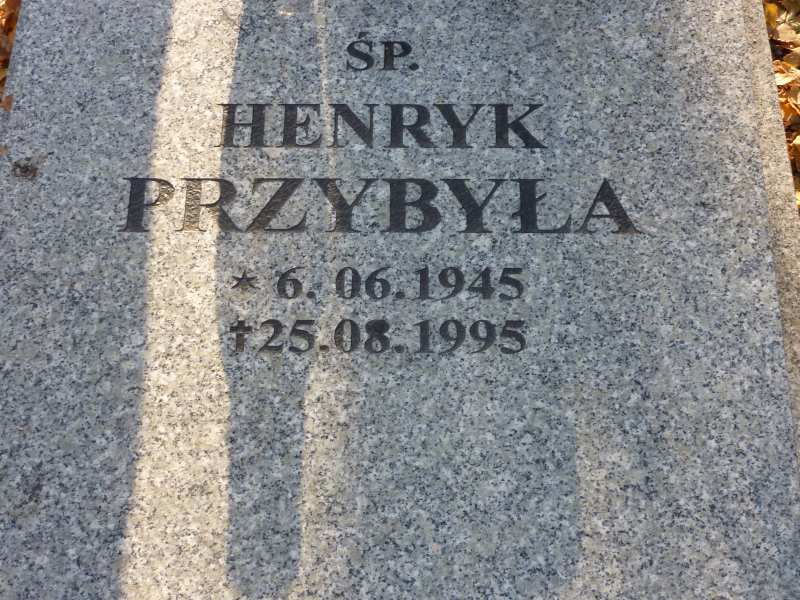 ŚP.
HENRYK
PRZYBYŁA
* 6. 06.1945
†25.08.1995